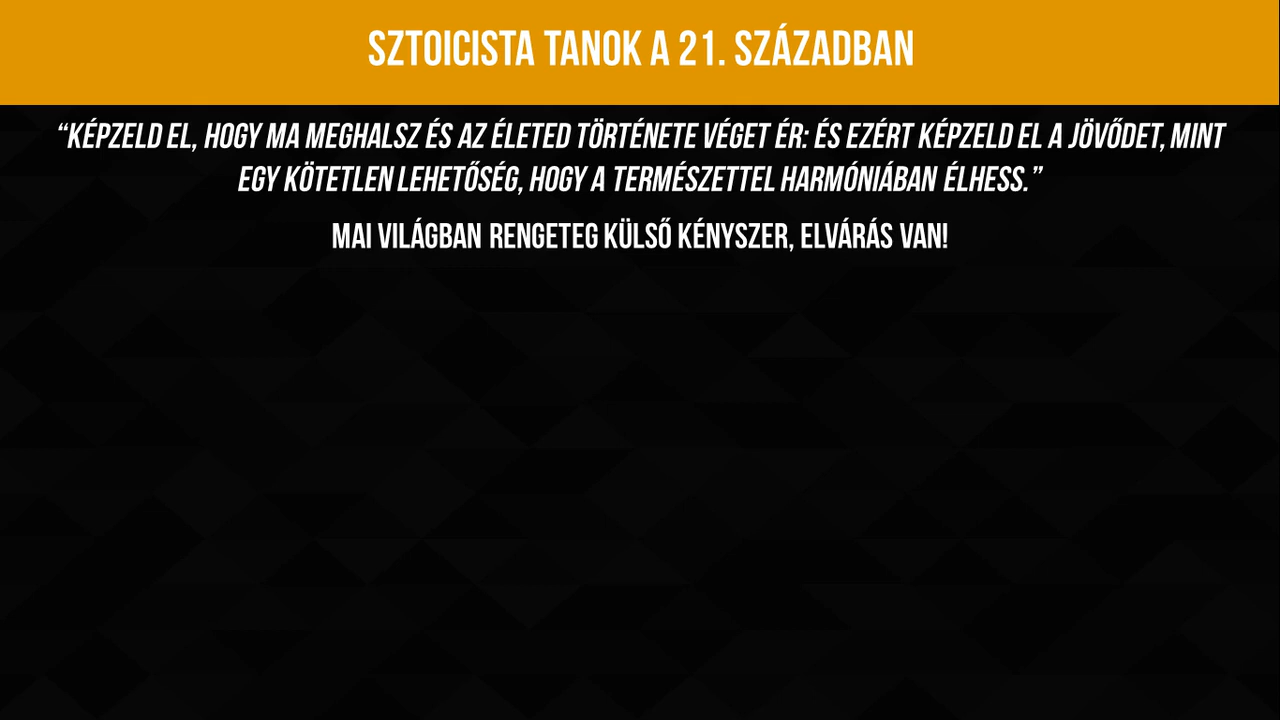 SZTOICISTA TANOK A 21. SZÁZADBAN
“KÉPZELD EL, HOGY MA MEGHALSZ ÉS AZ ÉLETED TÖRTÉNETE VÉGET ÉR: ÉS EZÉRT KÉPZELD EL A JÖVŐDET, MINT
EGY KÖTETLEN LEHETŐSÉG, HOGY A TERMÉSZETTEL HARMÓNIÁBAN ÉLHESS.”
MAI VILÁGBAN RENGETEG KÜLSŐ KÉNYSZER, ELVÁRÁS VAN!